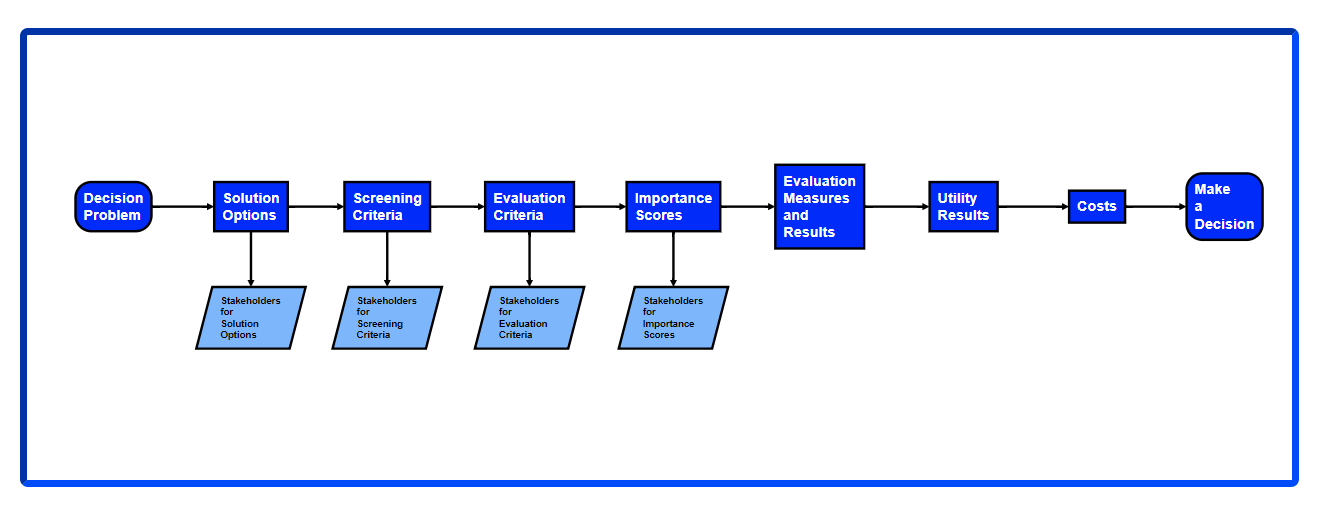 Decision
Problem
Solution
Options
Screening
Criteria
Evaluation
Criteria
Importance
Scores
Evaluation
Measures
and
Results
Utility
Results
Costs
Make
a
Decision
Stakeholders
for
Solution
Options
Stakeholders
for
Screening
Criteria
Stakeholders
for
Evaluation
Criteria
Stakeholders
for
Importance
Scores